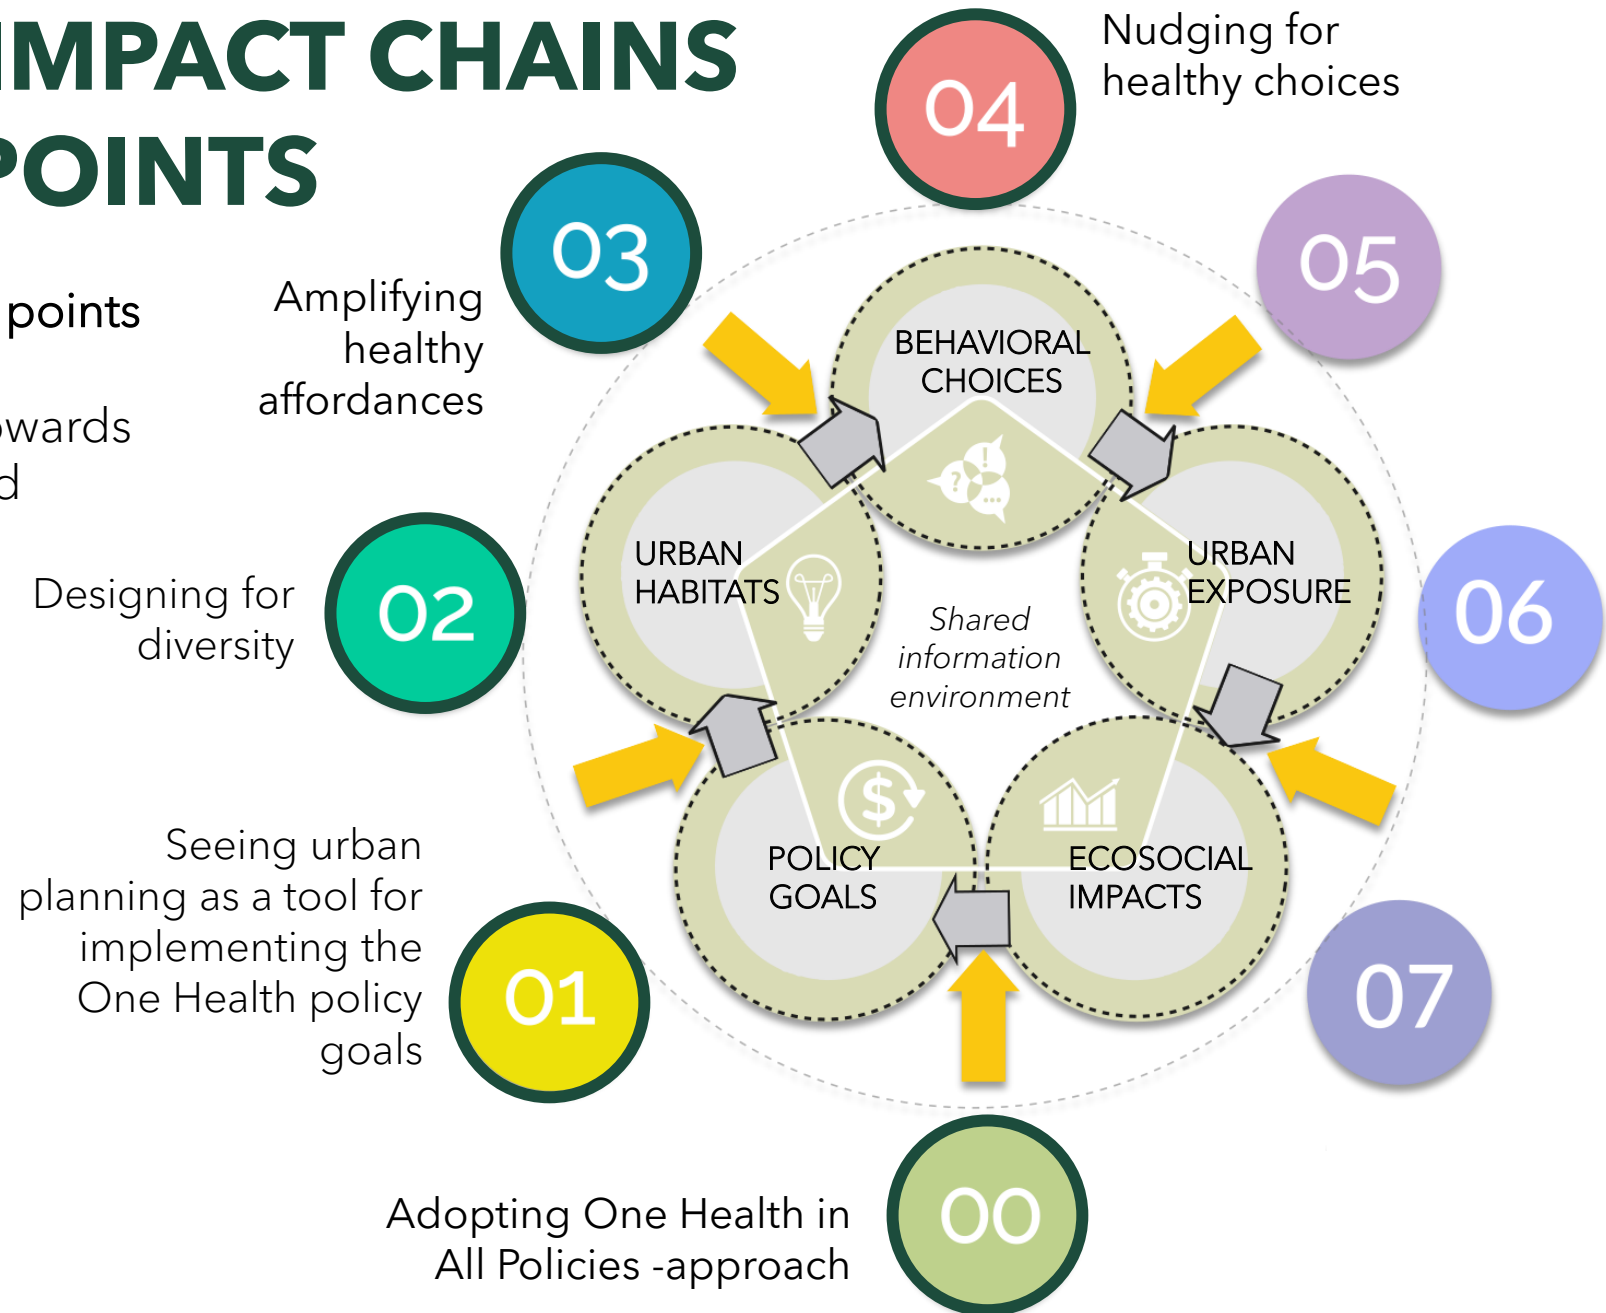 IMPACT CHAINS
POINTS
points
owards
d
Nudging for
healthy choices
04
03
05
Amplifying
healthy
affordances
BEHAVIORAL
CHOICES
?
!
...
URBAN
HABITATS
URBAN
EXPOSURE
Designing for
diversity
02
06
Shared
information
environment
$
POLICY
GOALS
ECOSOCIAL
IMPACTS
Seeing urban
planning as a tool for
implementing the
One Health policy
goals
01
07
Adopting One Health in
All Policies -approach
00